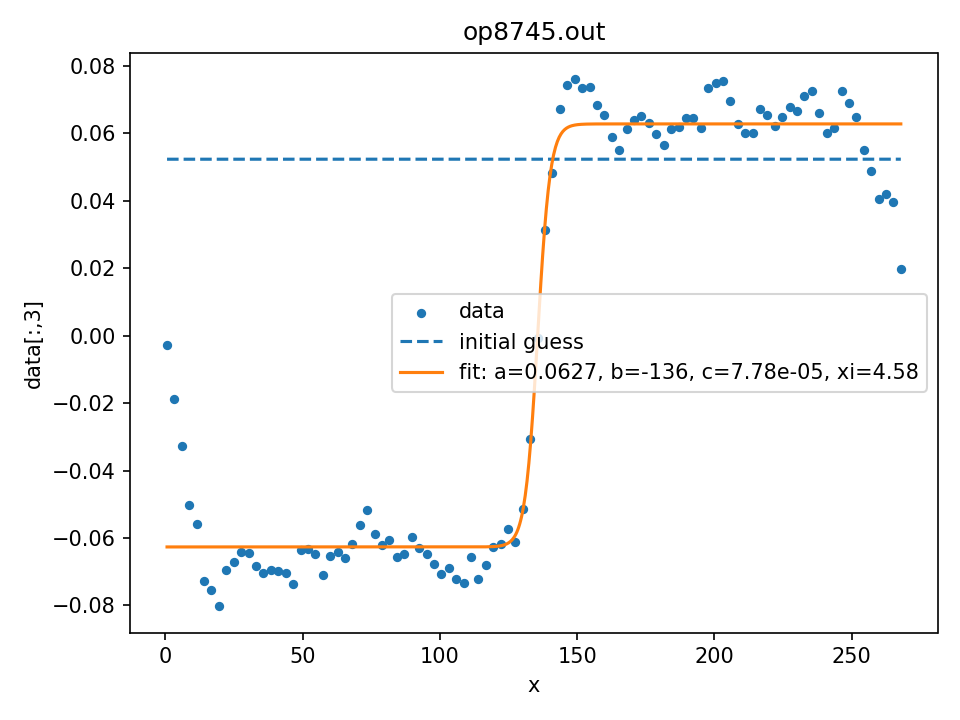 op8745.out
0.08
0.06
0.04
0.02
0.00
−0.02
−0.04
−0.06
−0.08
data[:,3]
data
initial guess
fit: a=0.0627, b=-136, c=7.78e-05, xi=4.58
0 50 100 150 200 250
x